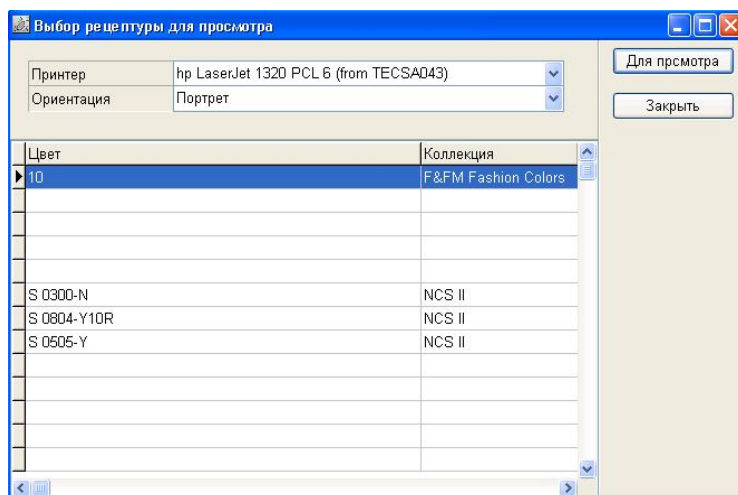 Выбор рецептуры для просмотра
Принтер hp LaserJet 1320 PCL 6 (from TECSA043)
Ориентация Портрет
Для прсмотра
Закрыть
Цвет Коллекция
10 F&FM Fashion Colors
S 0300-N NCS II
S 0804-Y10R NCS II
S 0505-Y NCS II